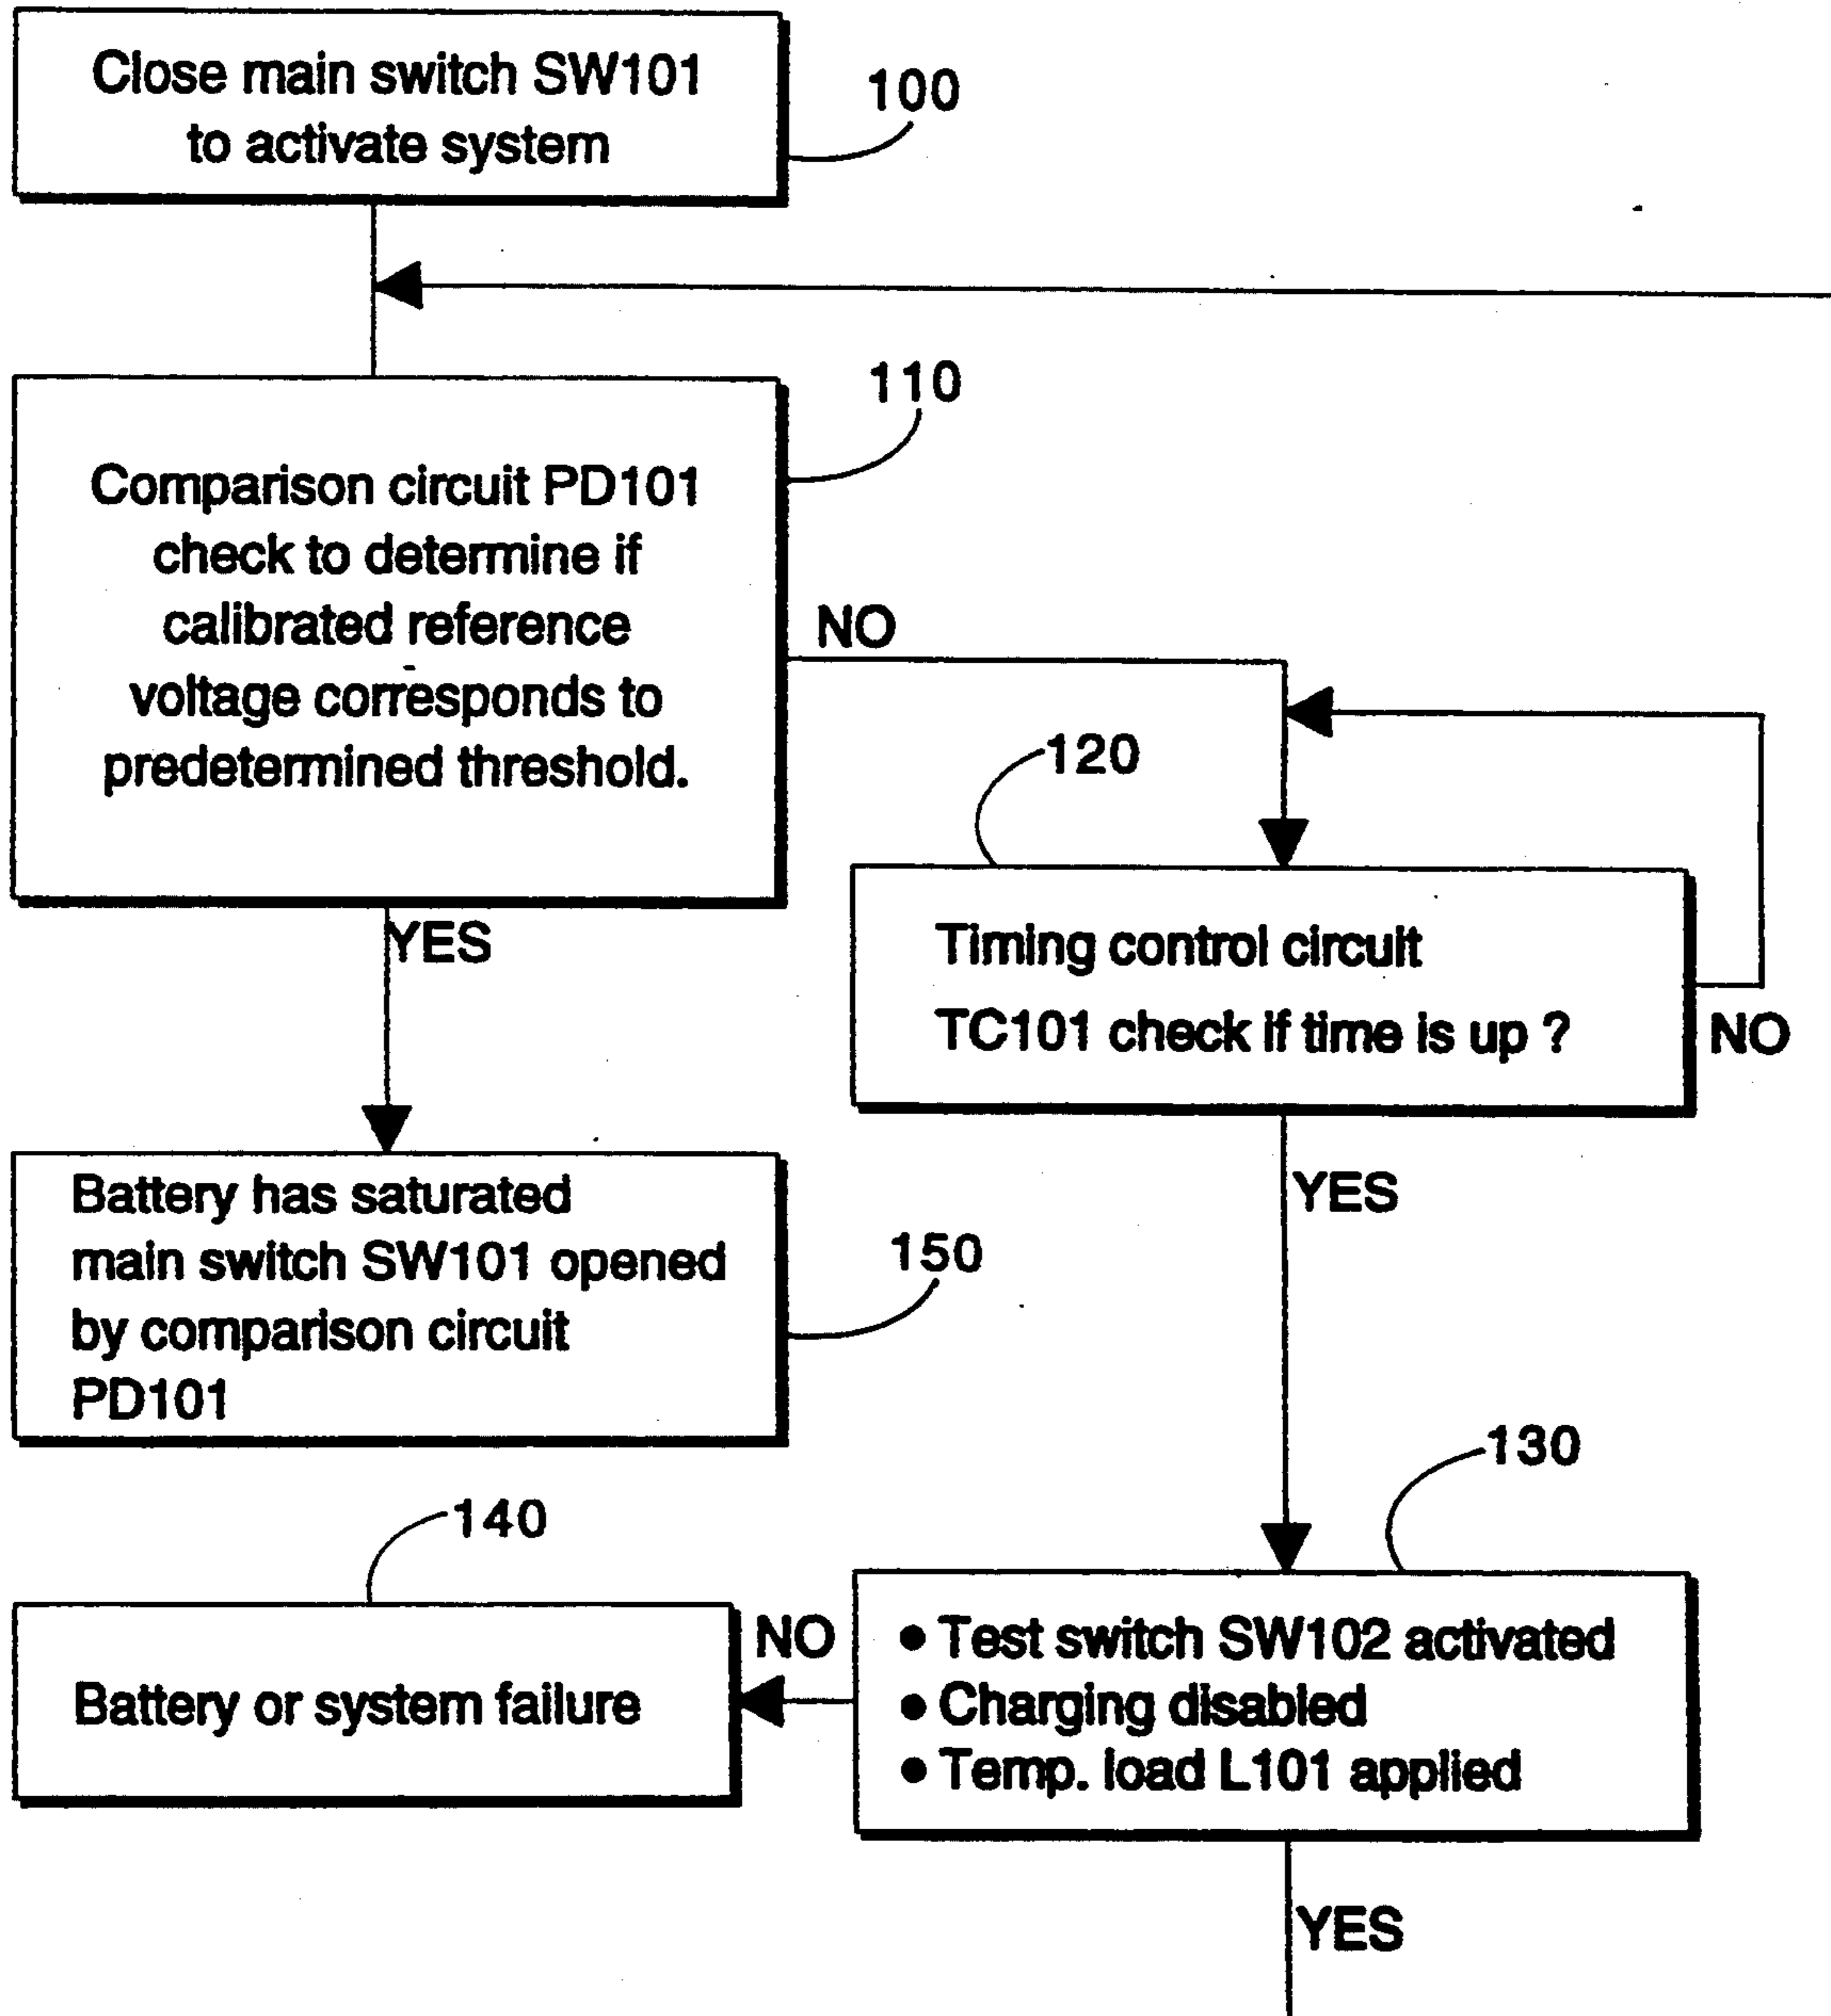 Close main switch SW101
to activate system
100
110
Comparison circuit PD101
check to determine if
calibrated reference
voltage corresponds to
predetermined threshold.
NO
120
YES
Timing control circuit
TC101 check if time is up ?
NO
Battery has saturated
main switch SW101 opened
by comparison circuit
PD101
150
YES
130
140
Battery or system failure
NO
● Test switch SW102 activated
● Charging disabled
● Temp. load L101 applied
YES